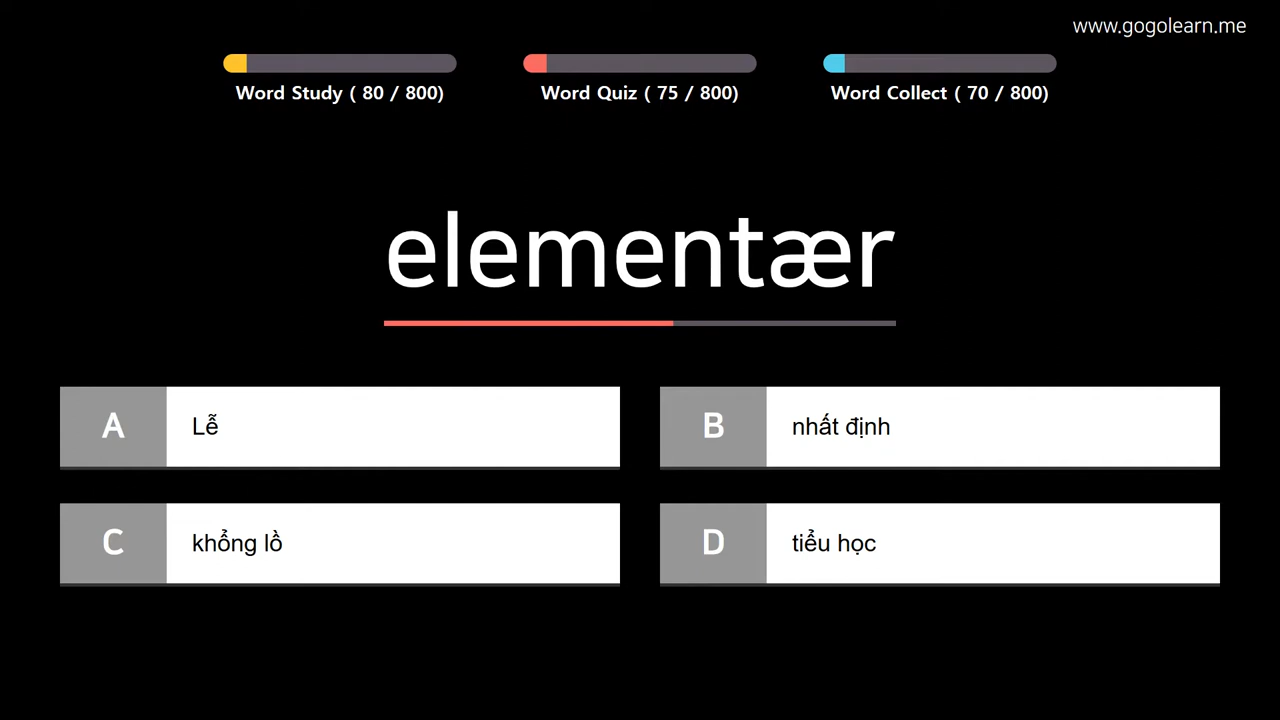 www.gogolearn.me
Word Study ( 80 / 800)
Word Quiz ( 75 / 800)
Word Collect ( 70 / 800)
elementær
A
Lễ
B
nhất định
C
khổng lồ
D
tiểu học